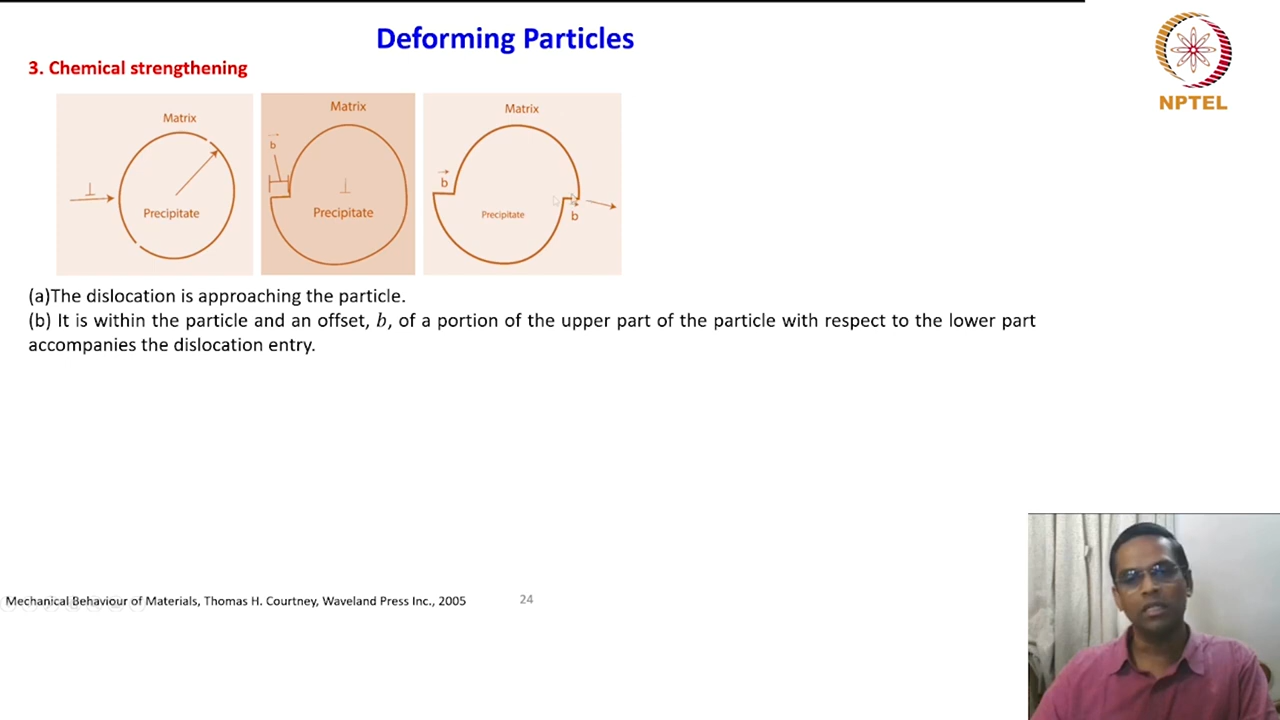 Deforming Particles
NPTEL
3. Chemical strengthening
Matrix
Precipitate
Matrix
b
Precipitate
Matrix
b
Precipitate
b
(a)The dislocation is approaching the particle.
(b) It is within the particle and an offset, b, of a portion of the upper part of the particle with respect to the lower part
accompanies the dislocation entry.
Mechanical Behaviour of Materials, Thomas H. Courtney, Waveland Press Inc., 2005
24